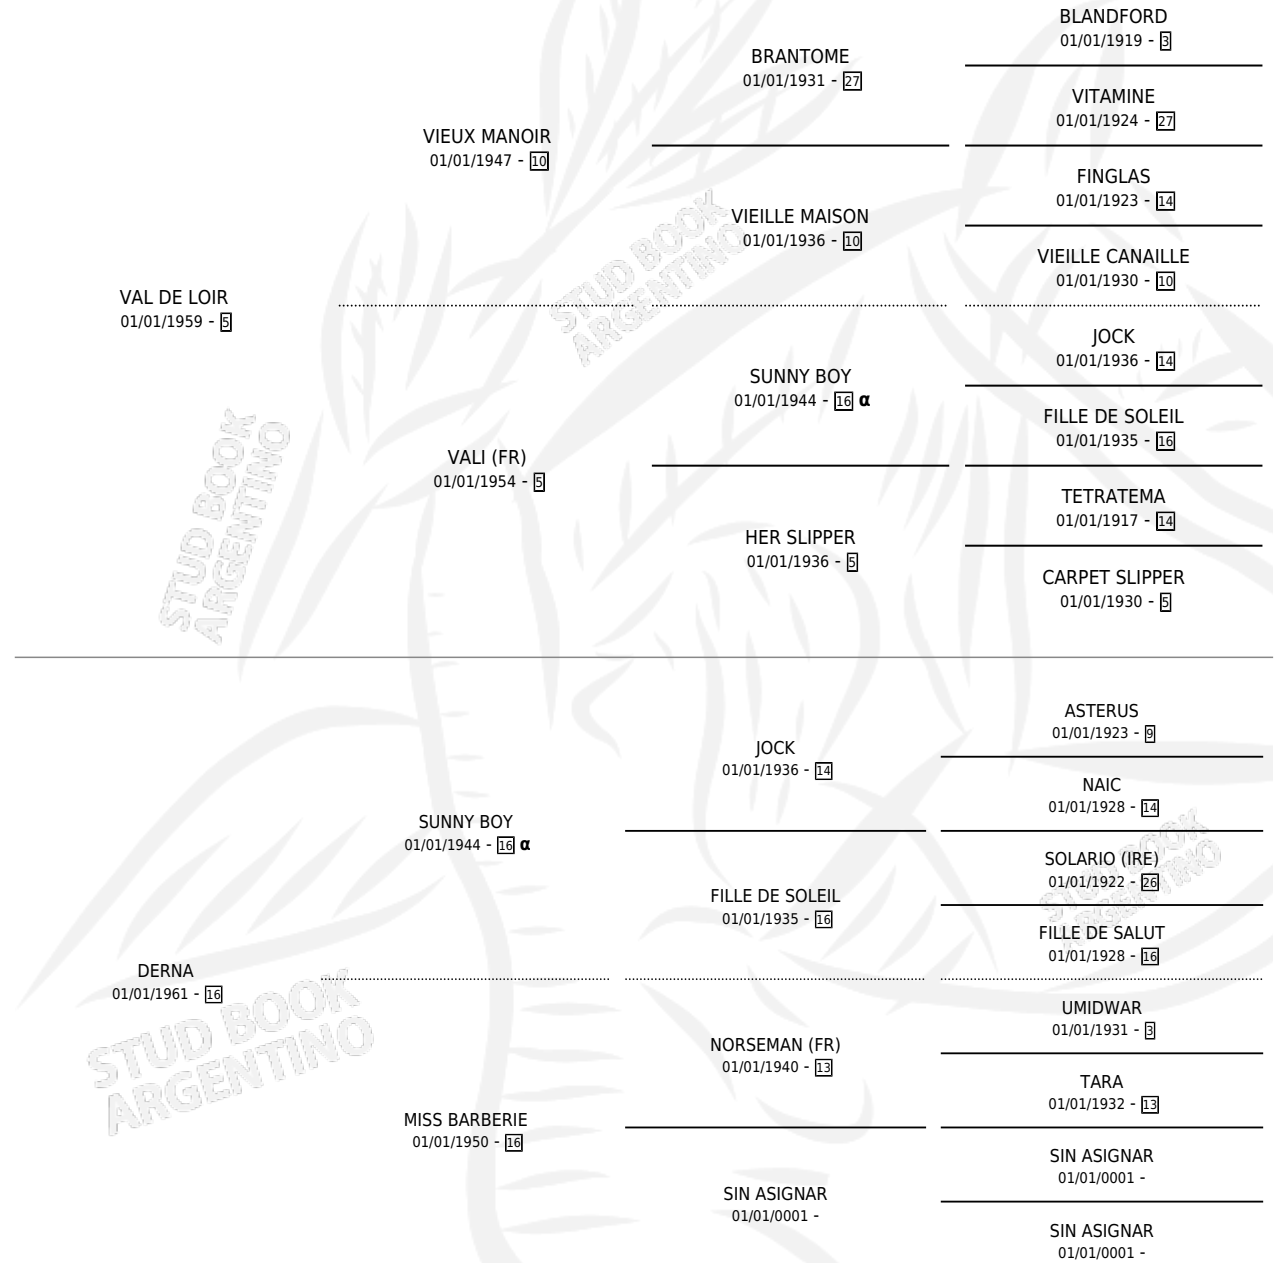 BLANDFORD
01/01/1919 - 3
BRANTOME
01/01/1931 - 27
VITAMINE
01/01/1924 - 27
VIEUX MANOIR
01/01/1947 - 10
FINGLAS
01/01/1923 - 14
VIEILLE MAISON
01/01/1936 - 10
VIEILLE CANAILLE
01/01/1930 - 10
VAL DE LOIR
01/01/1959 - 5
JOCK
01/01/1936 - 14
SUNNY BOY
01/01/1944 - 16 α
FILLE DE SOLEIL
01/01/1935 - 16
VALI (FR)
01/01/1954 - 5
TETRATEMA
01/01/1917 - 14
HER SLIPPER
01/01/1936 - 5
CARPET SLIPPER
01/01/1930 - 5
STUD BOOK
ARGENTINO
STUD BOOK
ARGENTINO
ASTERUS
01/01/1923 - 9
JOCK
01/01/1936 - 14
NAIC
01/01/1928 - 14
SUNNY BOY
01/01/1944 - 16 α
SOLARIO (IRE)
01/01/1922 - 26
FILLE DE SOLEIL
01/01/1935 - 16
FILLE DE SALUT
01/01/1928 - 16
DERNA
01/01/1961 - 16
UMIDWAR
01/01/1931 - 3
NORSEMAN (FR)
01/01/1940 - 13
TARA
01/01/1932 - 13
MISS BARBERIE
01/01/1950 - 16
SIN ASIGNAR
01/01/0001 -
SIN ASIGNAR
01/01/0001 -
SIN ASIGNAR
01/01/0001 -
STUD BOOK
ARGENTINO
STUD BOOK
ARGENTINO